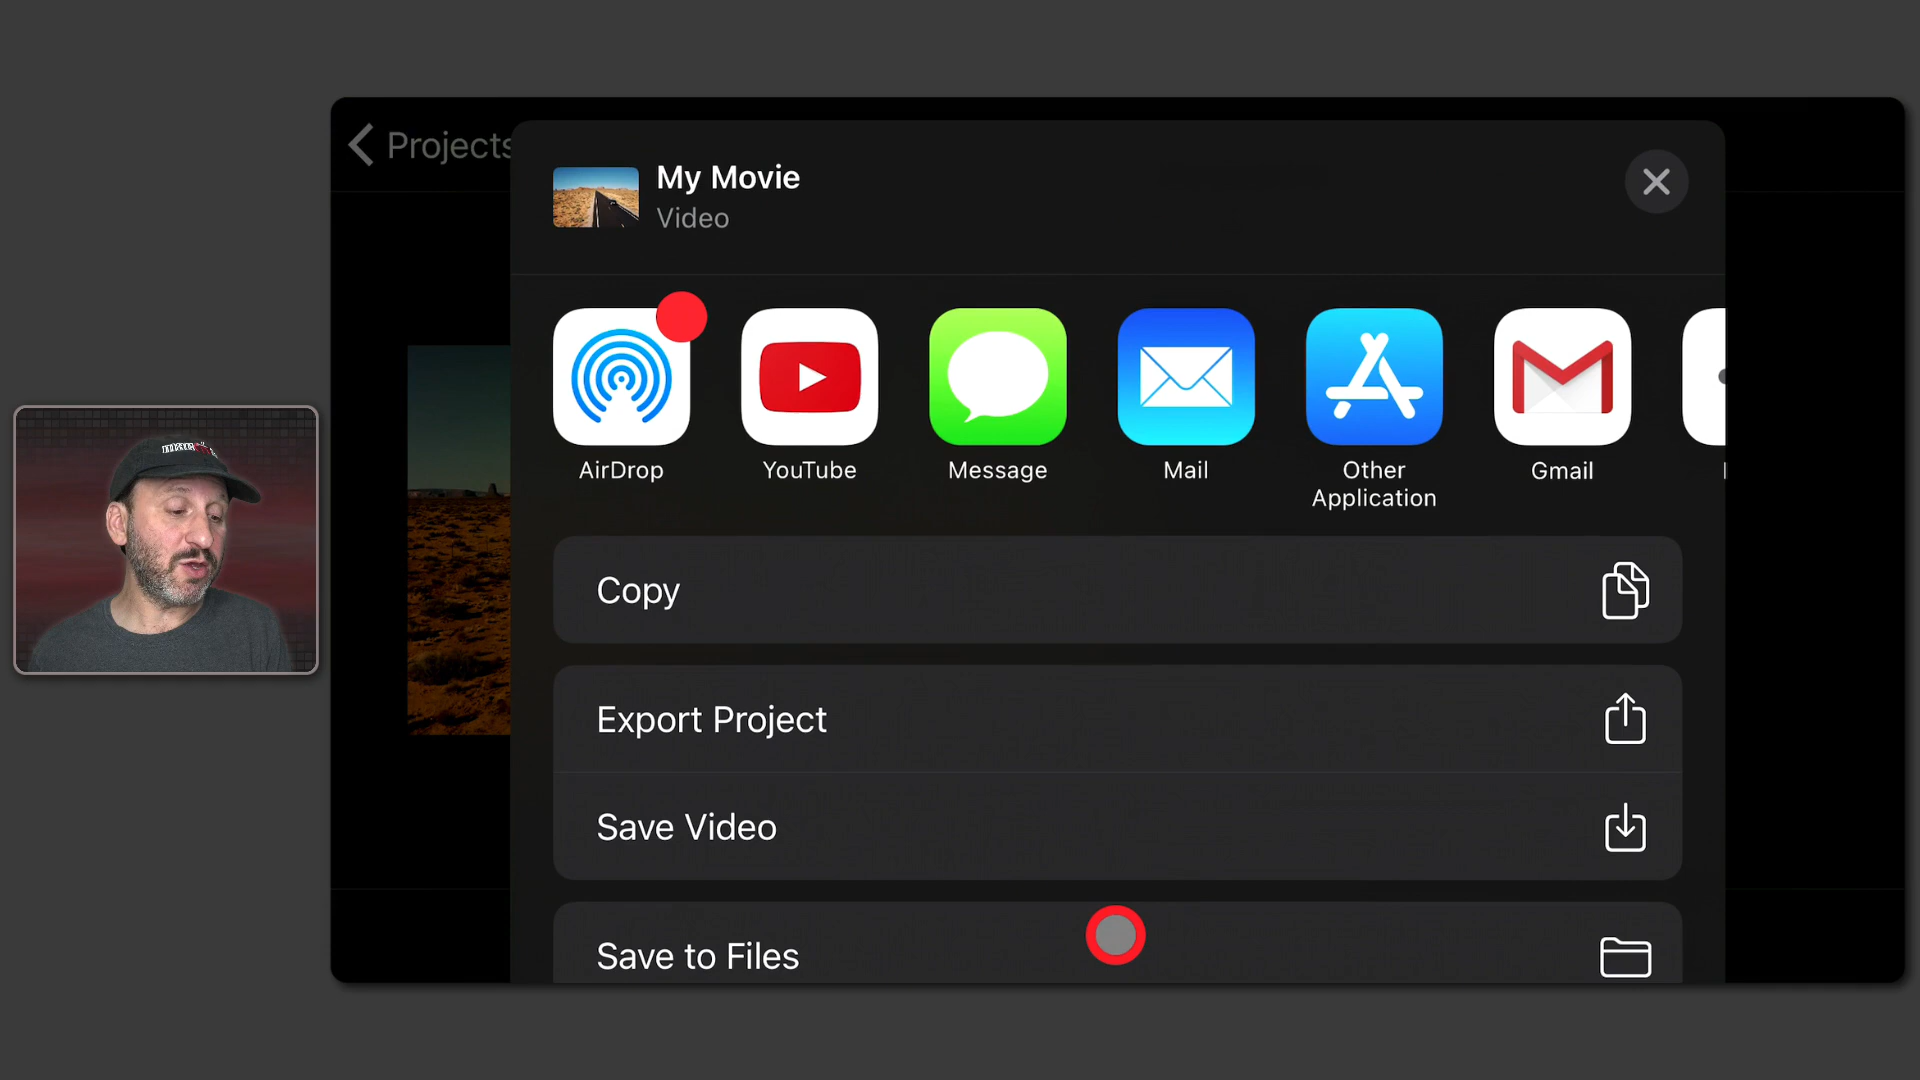 Projects
My Movie
Video
AirDrop
YouTube
Message
Mail
Other
Application
Gmail
Copy
Export Project
Save Video
Save to Files